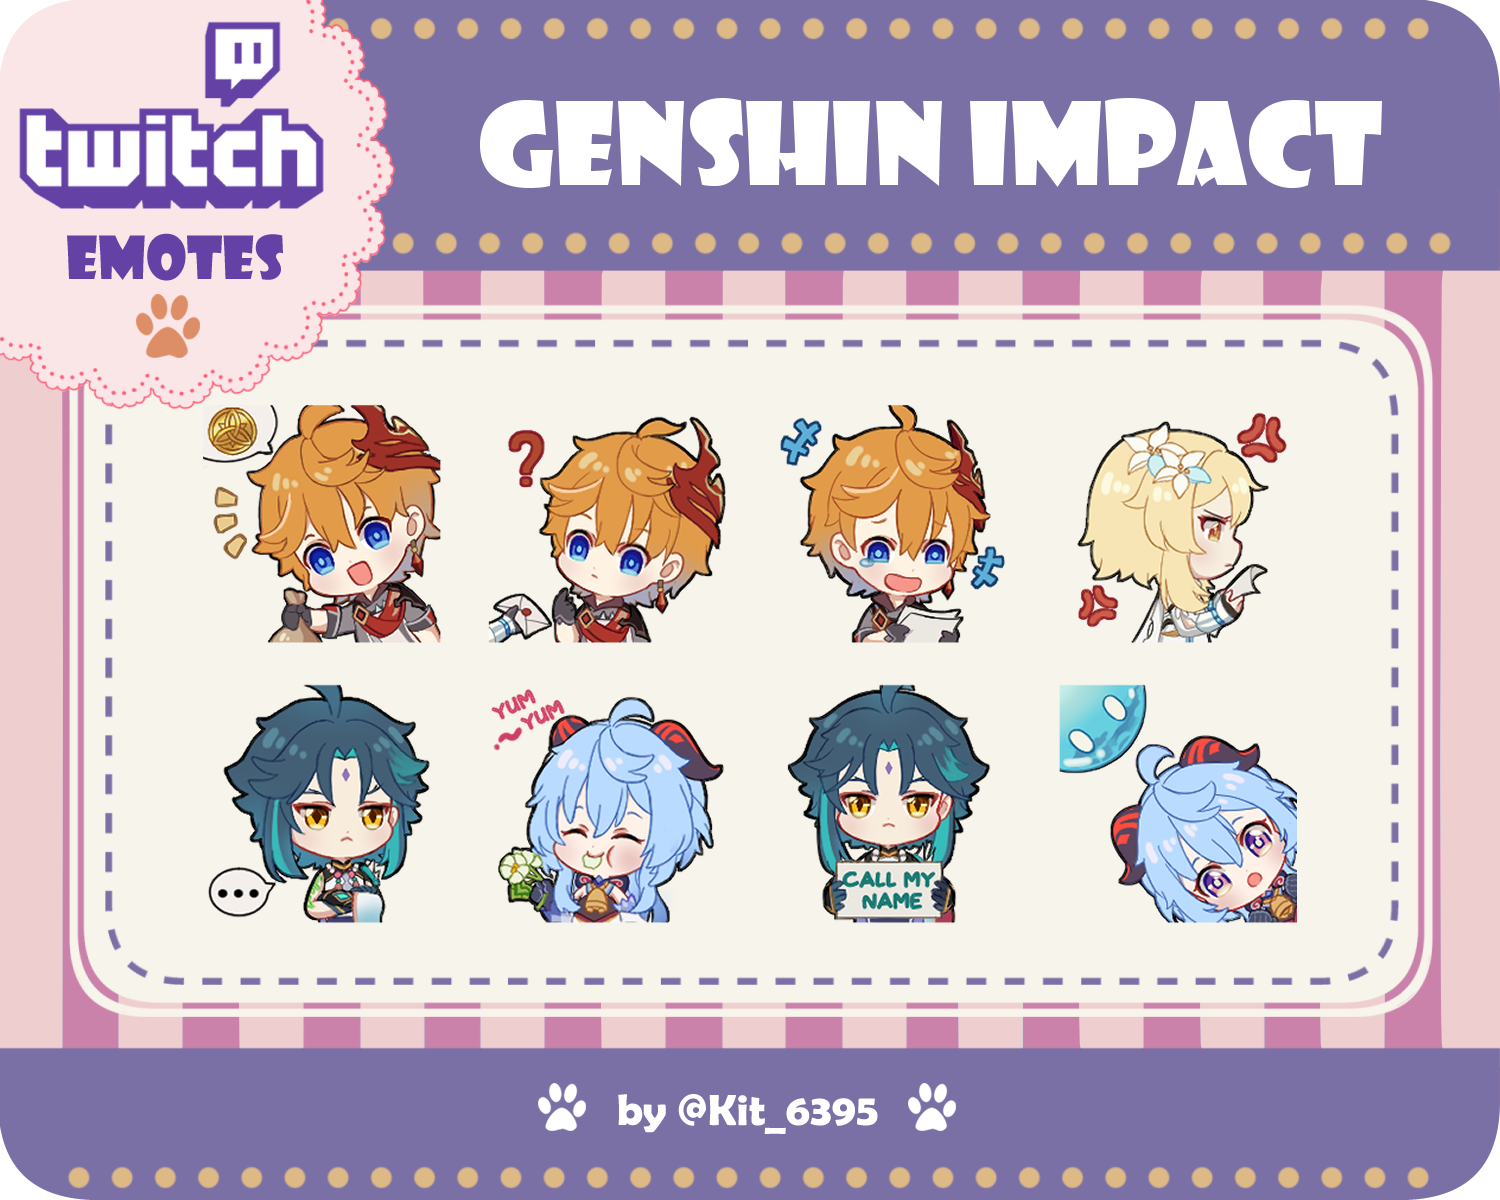 twitch
EMOTES
GENSHIN IMPACT
?
YUM
~YUM
...
CALL MY
NAME
by @Kit_6395